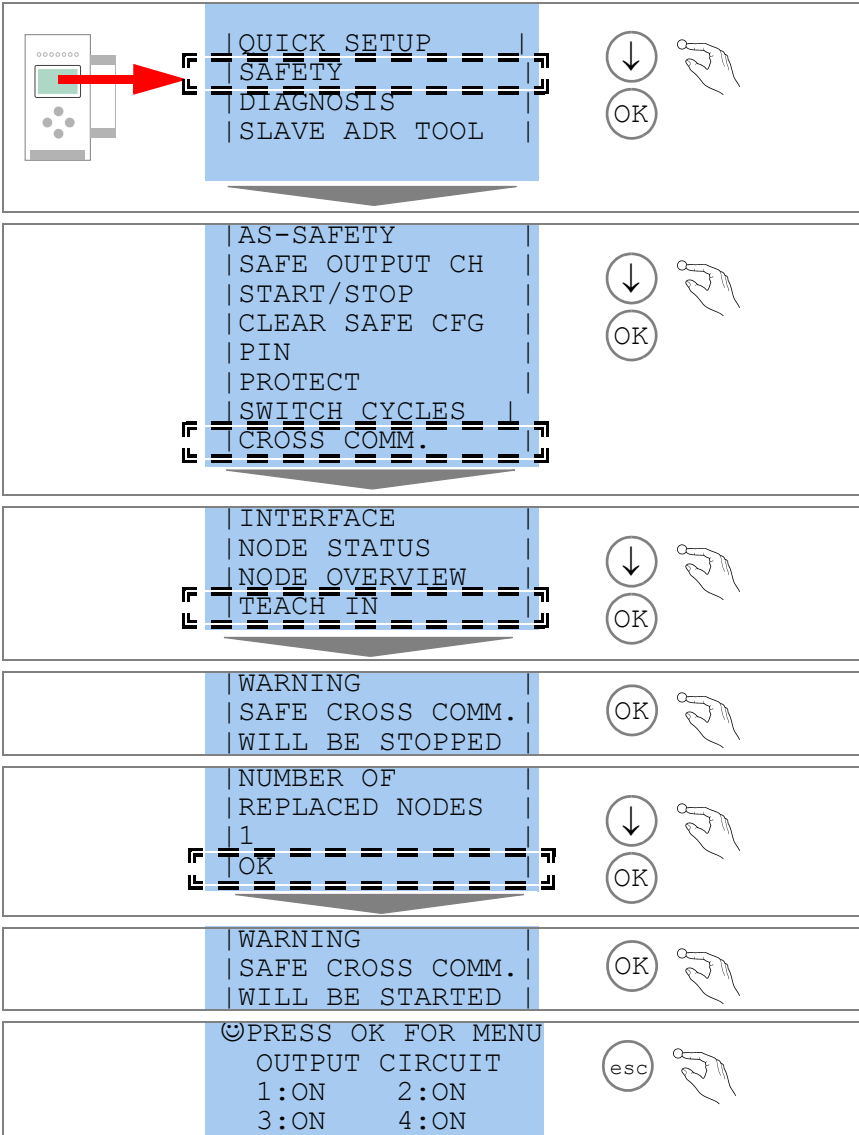 |QUICK SETUP |
|SAFETY |
|DIAGNOSIS |
|SLAVE ADR TOOL |
↓
OK
|AS-SAFETY |
|SAFE OUTPUT CH |
|START/STOP |
|CLEAR SAFE CFG |
|PIN |
|PROTECT |
|SWITCH CYCLES |
|CROSS COMM. |
↓
OK
|INTERFACE |
|NODE STATUS |
|NODE OVERVIEW |
|TEACH IN |
↓
OK
|WARNING |
|SAFE CROSS COMM.|
|WILL BE STOPPED |
OK
|NUMBER OF |
|REPLACED NODES |
|1 |
|OK |
↓
OK
|WARNING |
|SAFE CROSS COMM.|
|WILL BE STARTED |
OK
☺PRESS OK FOR MENU
OUTPUT CIRCUIT
1:ON 2:ON
3:ON 4:ON
esc